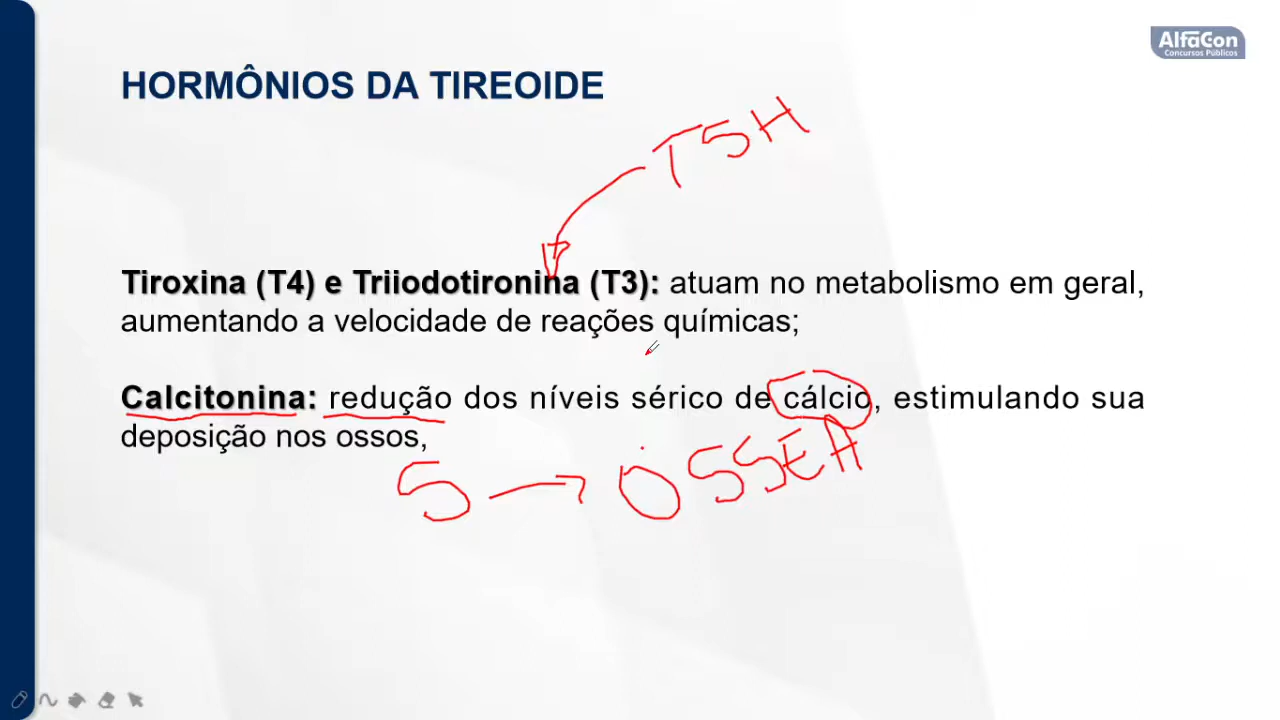 AlfaCon
Concursos Públicos
HORMÔNIOS DA TIREOIDE
TSH
Tiroxina (T4) e Triiodotironina (T3): atuam no metabolismo em geral,
aumentando a velocidade de reações químicas;
Calcitonina: redução dos níveis sérico de cálcio, estimulando sua
deposição nos ossos,
S → ÓSSEA